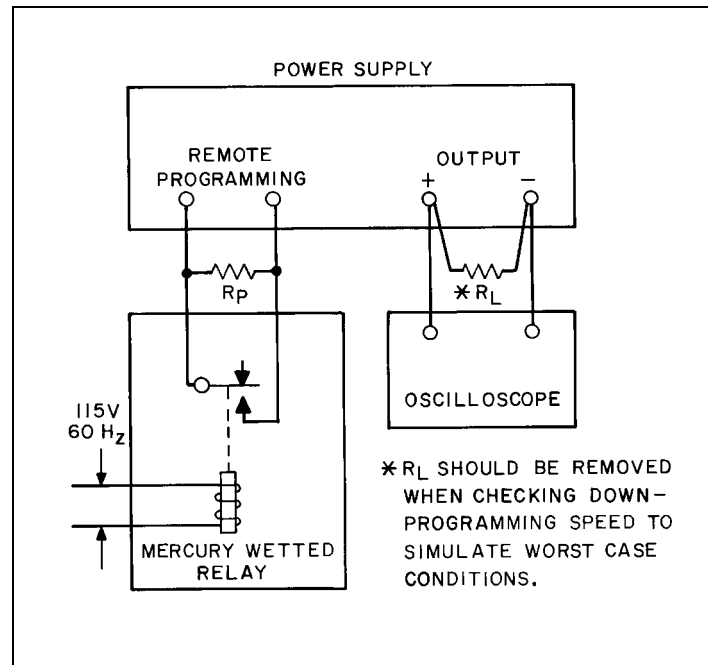 POWER SUPPLY
REMOTE
PROGRAMMING
OUTPUT
+
−
RP
* RL
115V
60 HZ
OSCILLOSCOPE
MERCURY WETTED
RELAY
* RL SHOULD BE REMOVED
WHEN CHECKING DOWN–
PROGRAMMING SPEED TO
SIMULATE WORST CASE
CONDITIONS.